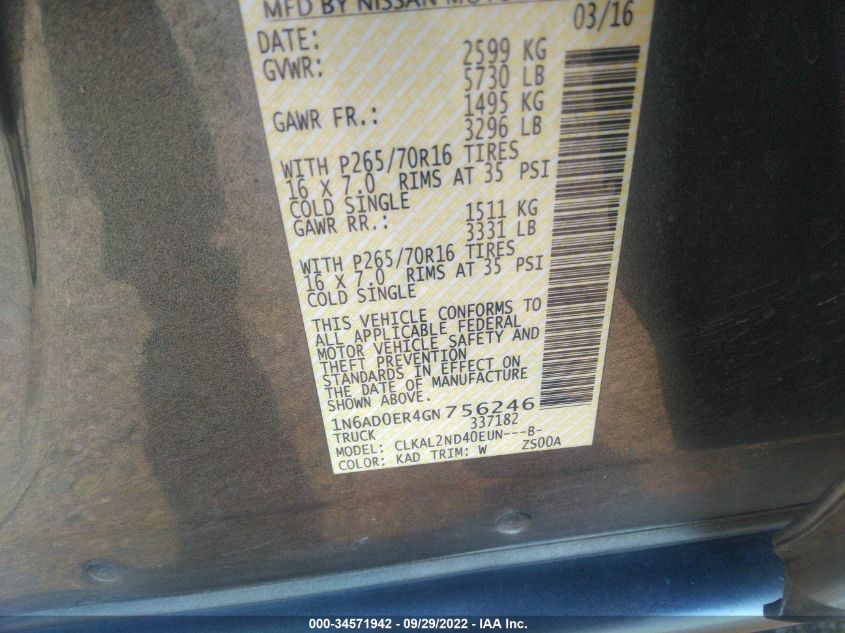 MFD BY NISSAN MOTOR
DATE: 03/16
GVWR: 2599 KG
5730 LB
GAWR FR.: 1495 KG
3296 LB
WITH P265/70R16 TIRES
16 X 7.0 RIMS AT 35 PSI
COLD SINGLE
GAWR RR.: 1511 KG
3331 LB
WITH P265/70R16 TIRES
16 X 7.0 RIMS AT 35 PSI
COLD SINGLE
THIS VEHICLE CONFORMS TO
ALL APPLICABLE FEDERAL
MOTOR VEHICLE SAFETY AND
THEFT PREVENTION
STANDARDS IN EFFECT ON
THE DATE OF MANUFACTURE
SHOWN ABOVE.
1N6AD0ER4GN756246
TRUCK 337182
MODEL: CLKAL2ND40EUN---B-
COLOR: KAD TRIM: W ZS00A
000-34571942 - 09/29/2022 - IAA Inc.